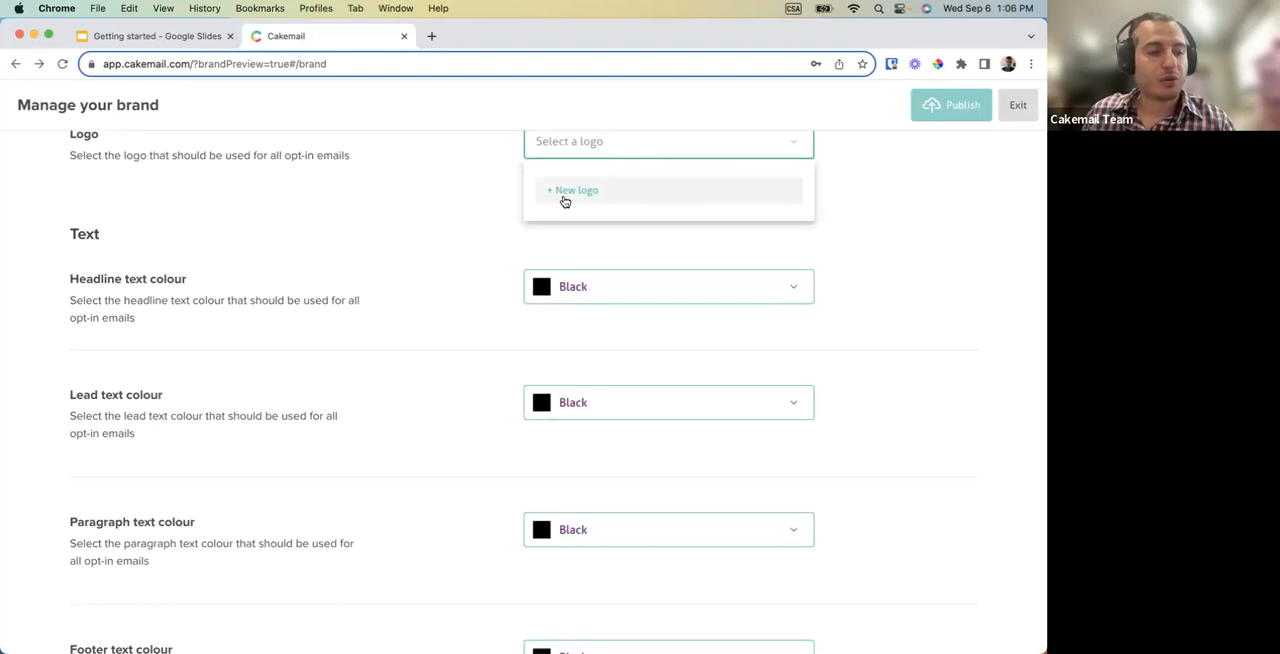 Chrome File Edit View History Bookmarks Profiles Tab Window Help CSA Wed Sep 6 1:06 PM
Getting started - Google Slides Cakemail
app.cakemail.com/?brandPreview=true#/brand
Manage your brand Publish Exit
Cakemail Team
Logo Select a logo
Select the logo that should be used for all opt-in emails
+ New logo
Text
Headline text colour Black
Select the headline text colour that should be used for all
opt-in emails
Lead text colour Black
Select the lead text colour that should be used for all
opt-in emails
Paragraph text colour Black
Select the paragraph text colour that should be used for
all opt-in emails
Footer text colour